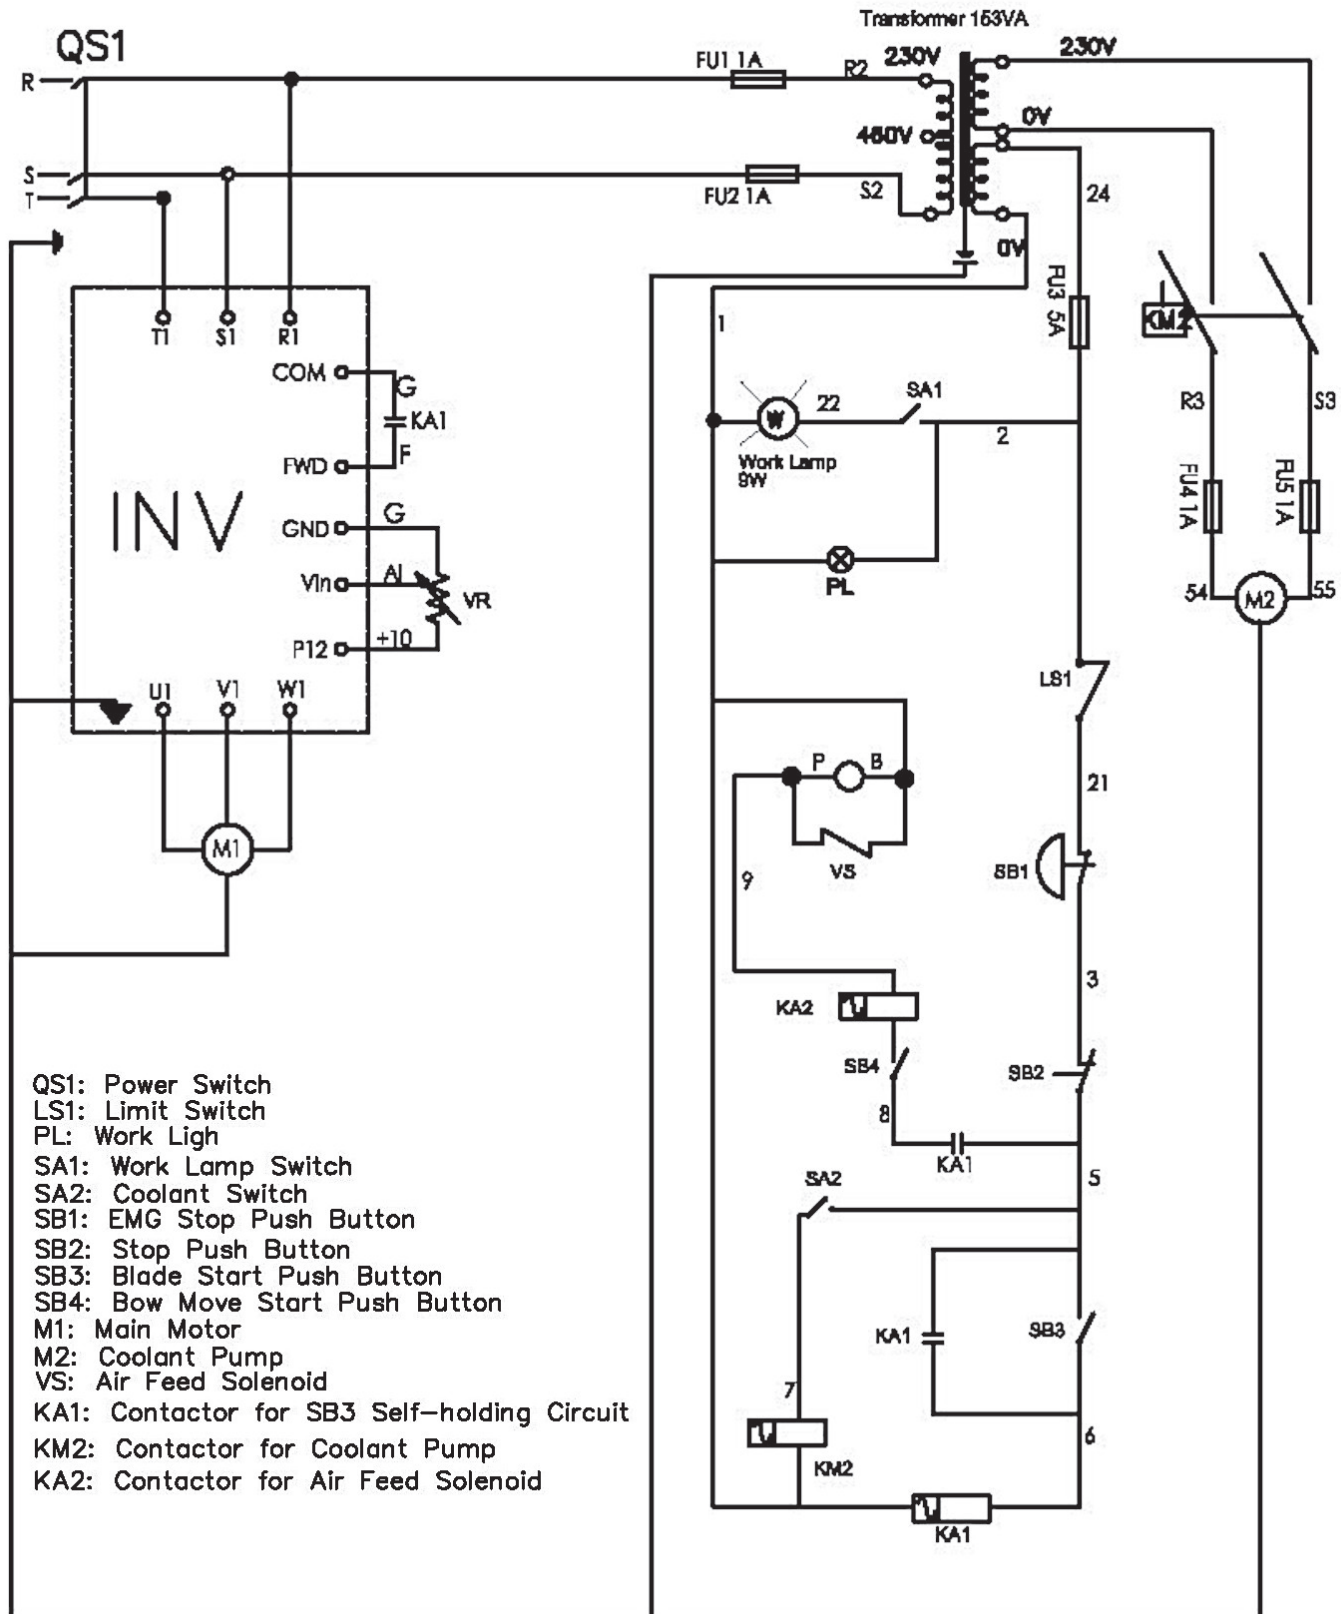 Transformer 153VA
QS1
FU1 1A
R2
230V
230V
R
0V
460V
S
T
FU2 1A
S2
24
0V
FU3 5A
1
KM2
T1
S1
R1
COM
G
KA1
F
FWD
INV
GND
G
VIn
AI
VR
P12
+10
U1
V1
W1
M1
W
22
SA1
2
Work Lamp
9W
PL
R3
S3
FU4 1A
FU5 1A
54
M2
55
LS1
P
B
21
VS
9
SB1
3
KA2
SB4
SB2
8
KA1
5
SA2
KA1
SB3
7
6
KM2
KA1
QS1: Power Switch
LS1: Limit Switch
PL: Work Ligh
SA1: Work Lamp Switch
SA2: Coolant Switch
SB1: EMG Stop Push Button
SB2: Stop Push Button
SB3: Blade Start Push Button
SB4: Bow Move Start Push Button
M1: Main Motor
M2: Coolant Pump
VS: Air Feed Solenoid
KA1: Contactor for SB3 Self-holding Circuit
KM2: Contactor for Coolant Pump
KA2: Contactor for Air Feed Solenoid